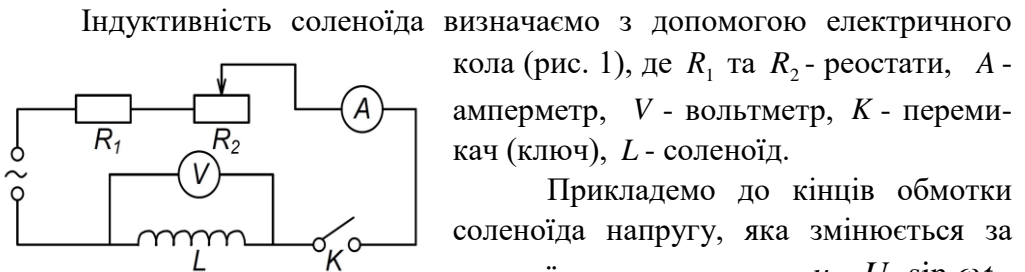 Індуктивність соленоїда визначаємо з допомогою електричного
кола (рис. 1), де R₁ та R₂ - реостати, A -
амперметр, V - вольтметр, K - переми-
кач (ключ), L - соленоїд.
Прикладемо до кінців обмотки
соленоїда напругу, яка змінюється за
R₁
R₂
A
~
V
L
K